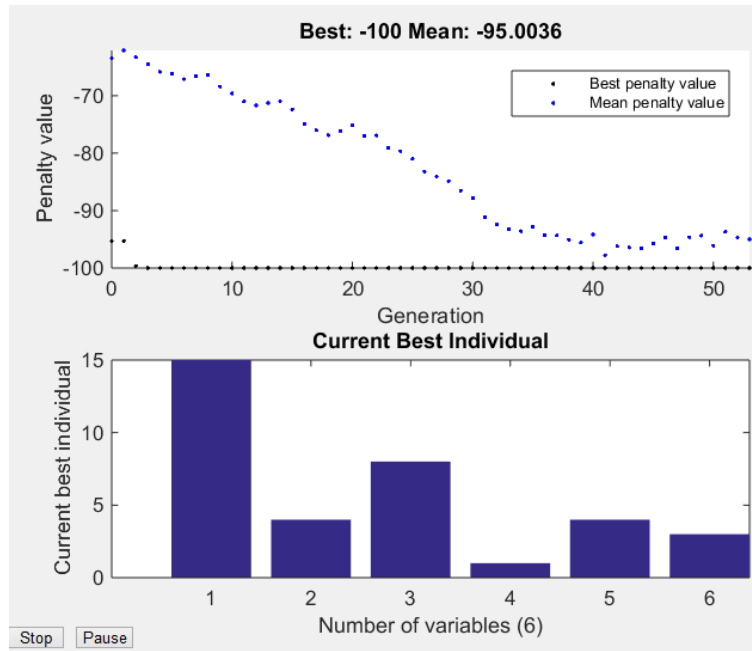 Best: -100 Mean: -95.0036
Penalty value
-70
-80
-90
-100
Best penalty value
Mean penalty value
0 10 20 30 40 50
Generation
Current Best Individual
Current best individual
15
10
5
0
1 2 3 4 5 6
Number of variables (6)
Stop Pause